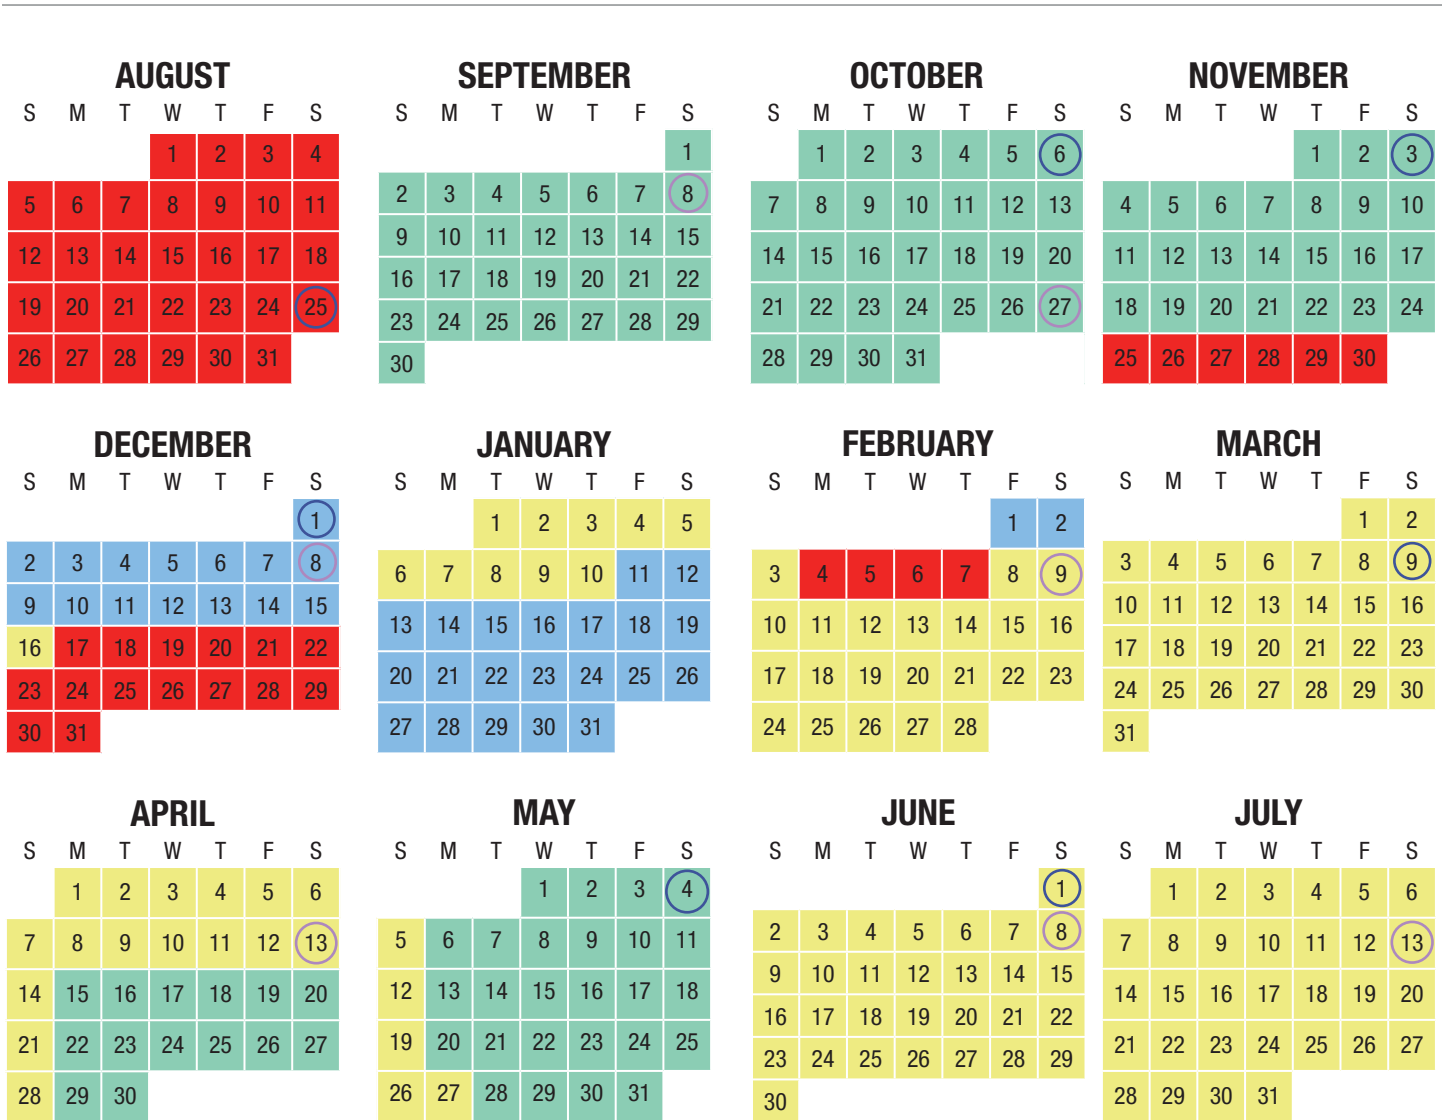 AUGUST SEPTEMBER OCTOBER NOVEMBER
S M T W T F S S M T W T F S S M T W T F S S M T W T F S
1 2 3 4 1 1 2 3 4 5 6 1 2 3
5 6 7 8 9 10 11 2 3 4 5 6 7 8 7 8 9 10 11 12 13 4 5 6 7 8 9 10
12 13 14 15 16 17 18 9 10 11 12 13 14 15 14 15 16 17 18 19 20 11 12 13 14 15 16 17
19 20 21 22 23 24 25 16 17 18 19 20 21 22 21 22 23 24 25 26 27 18 19 20 21 22 23 24
26 27 28 29 30 31 23 24 25 26 27 28 29 28 29 30 31 25 26 27 28 29 30
30
DECEMBER JANUARY FEBRUARY MARCH
S M T W T F S S M T W T F S S M T W T F S S M T W T F S
1 1 2 3 4 5 1 2 1 2
2 3 4 5 6 7 8 6 7 8 9 10 11 12 3 4 5 6 7 8 9 3 4 5 6 7 8 9
9 10 11 12 13 14 15 13 14 15 16 17 18 19 10 11 12 13 14 15 16 10 11 12 13 14 15 16
16 17 18 19 20 21 22 20 21 22 23 24 25 26 17 18 19 20 21 22 23 17 18 19 20 21 22 23
23 24 25 26 27 28 29 27 28 29 30 31 24 25 26 27 28 24 25 26 27 28 29 30
30 31 31
APRIL MAY JUNE JULY
S M T W T F S S M T W T F S S M T W T F S S M T W T F S
1 2 3 4 5 6 1 2 3 4 1 1 2 3 4 5 6
7 8 9 10 11 12 13 5 6 7 8 9 10 11 2 3 4 5 6 7 8 7 8 9 10 11 12 13
14 15 16 17 18 19 20 12 13 14 15 16 17 18 9 10 11 12 13 14 15 14 15 16 17 18 19 20
21 22 23 24 25 26 27 19 20 21 22 23 24 25 16 17 18 19 20 21 22 21 22 23 24 25 26 27
28 29 30 26 27 28 29 30 31 23 24 25 26 27 28 29 28 29 30 31
30